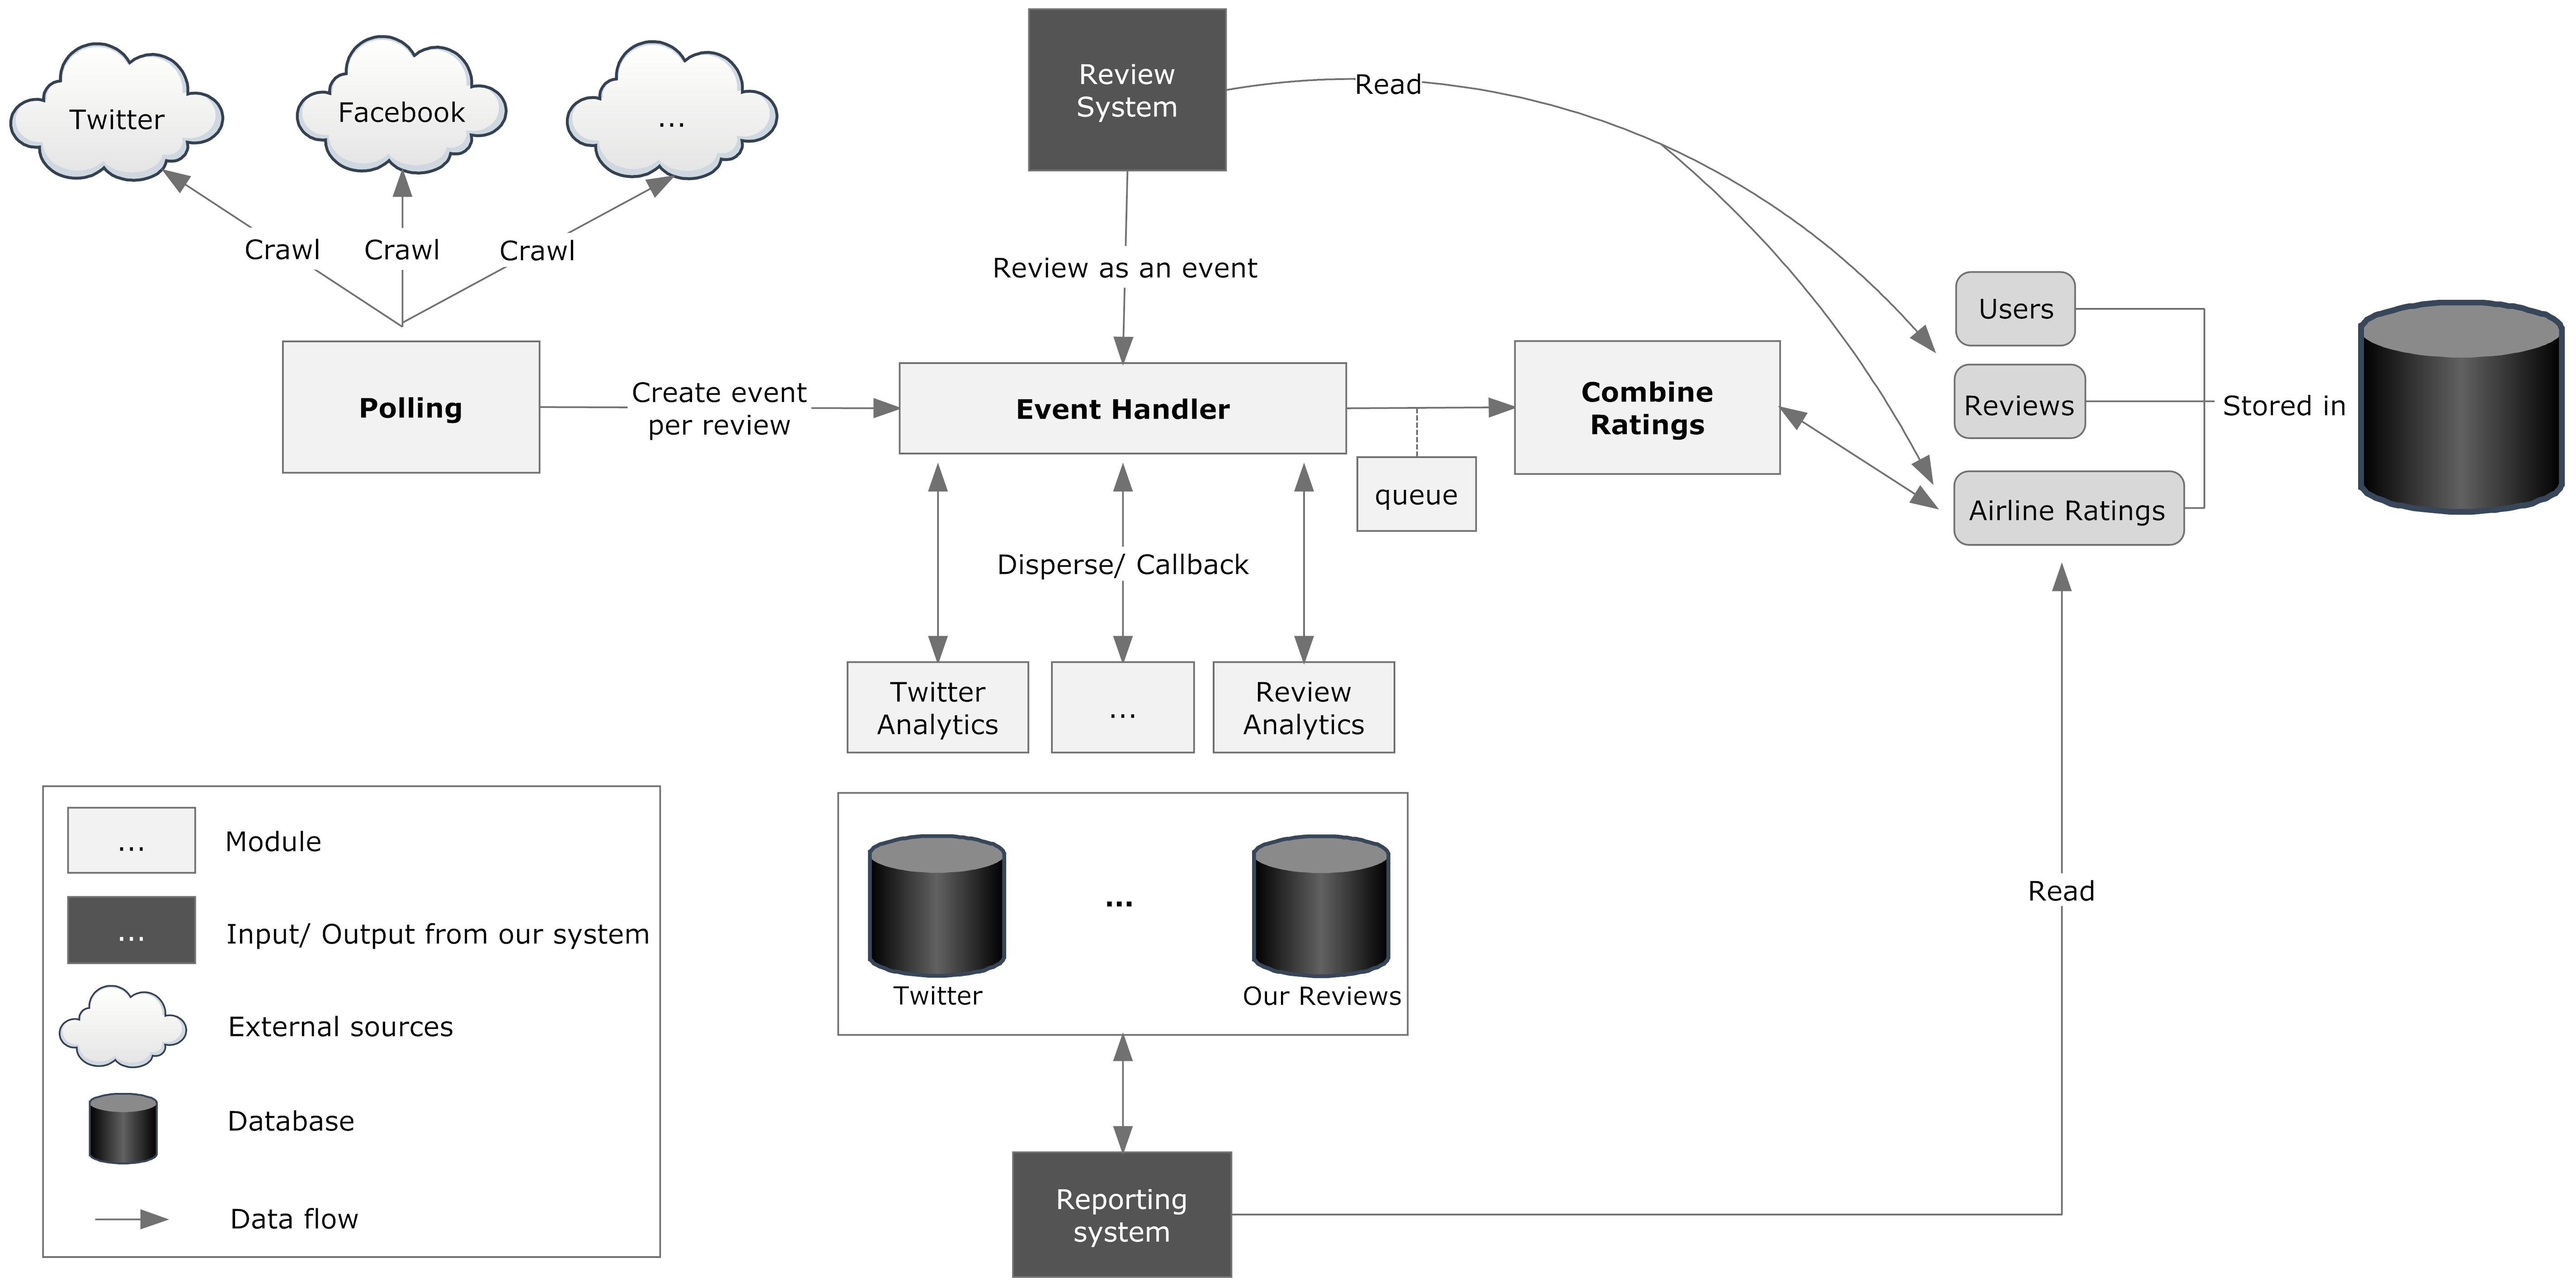 Twitter
Facebook
...
Review
System
Read
Crawl
Crawl
Crawl
Review as an event
Users
Polling
Create event
per review
Event Handler
Combine
Ratings
Reviews
Stored in
queue
Airline Ratings
Disperse/ Callback
Twitter
Analytics
...
Review
Analytics
...
Module
...
Input/ Output from our system
External sources
Database
Data flow
...
Twitter
Our Reviews
Read
Reporting
system